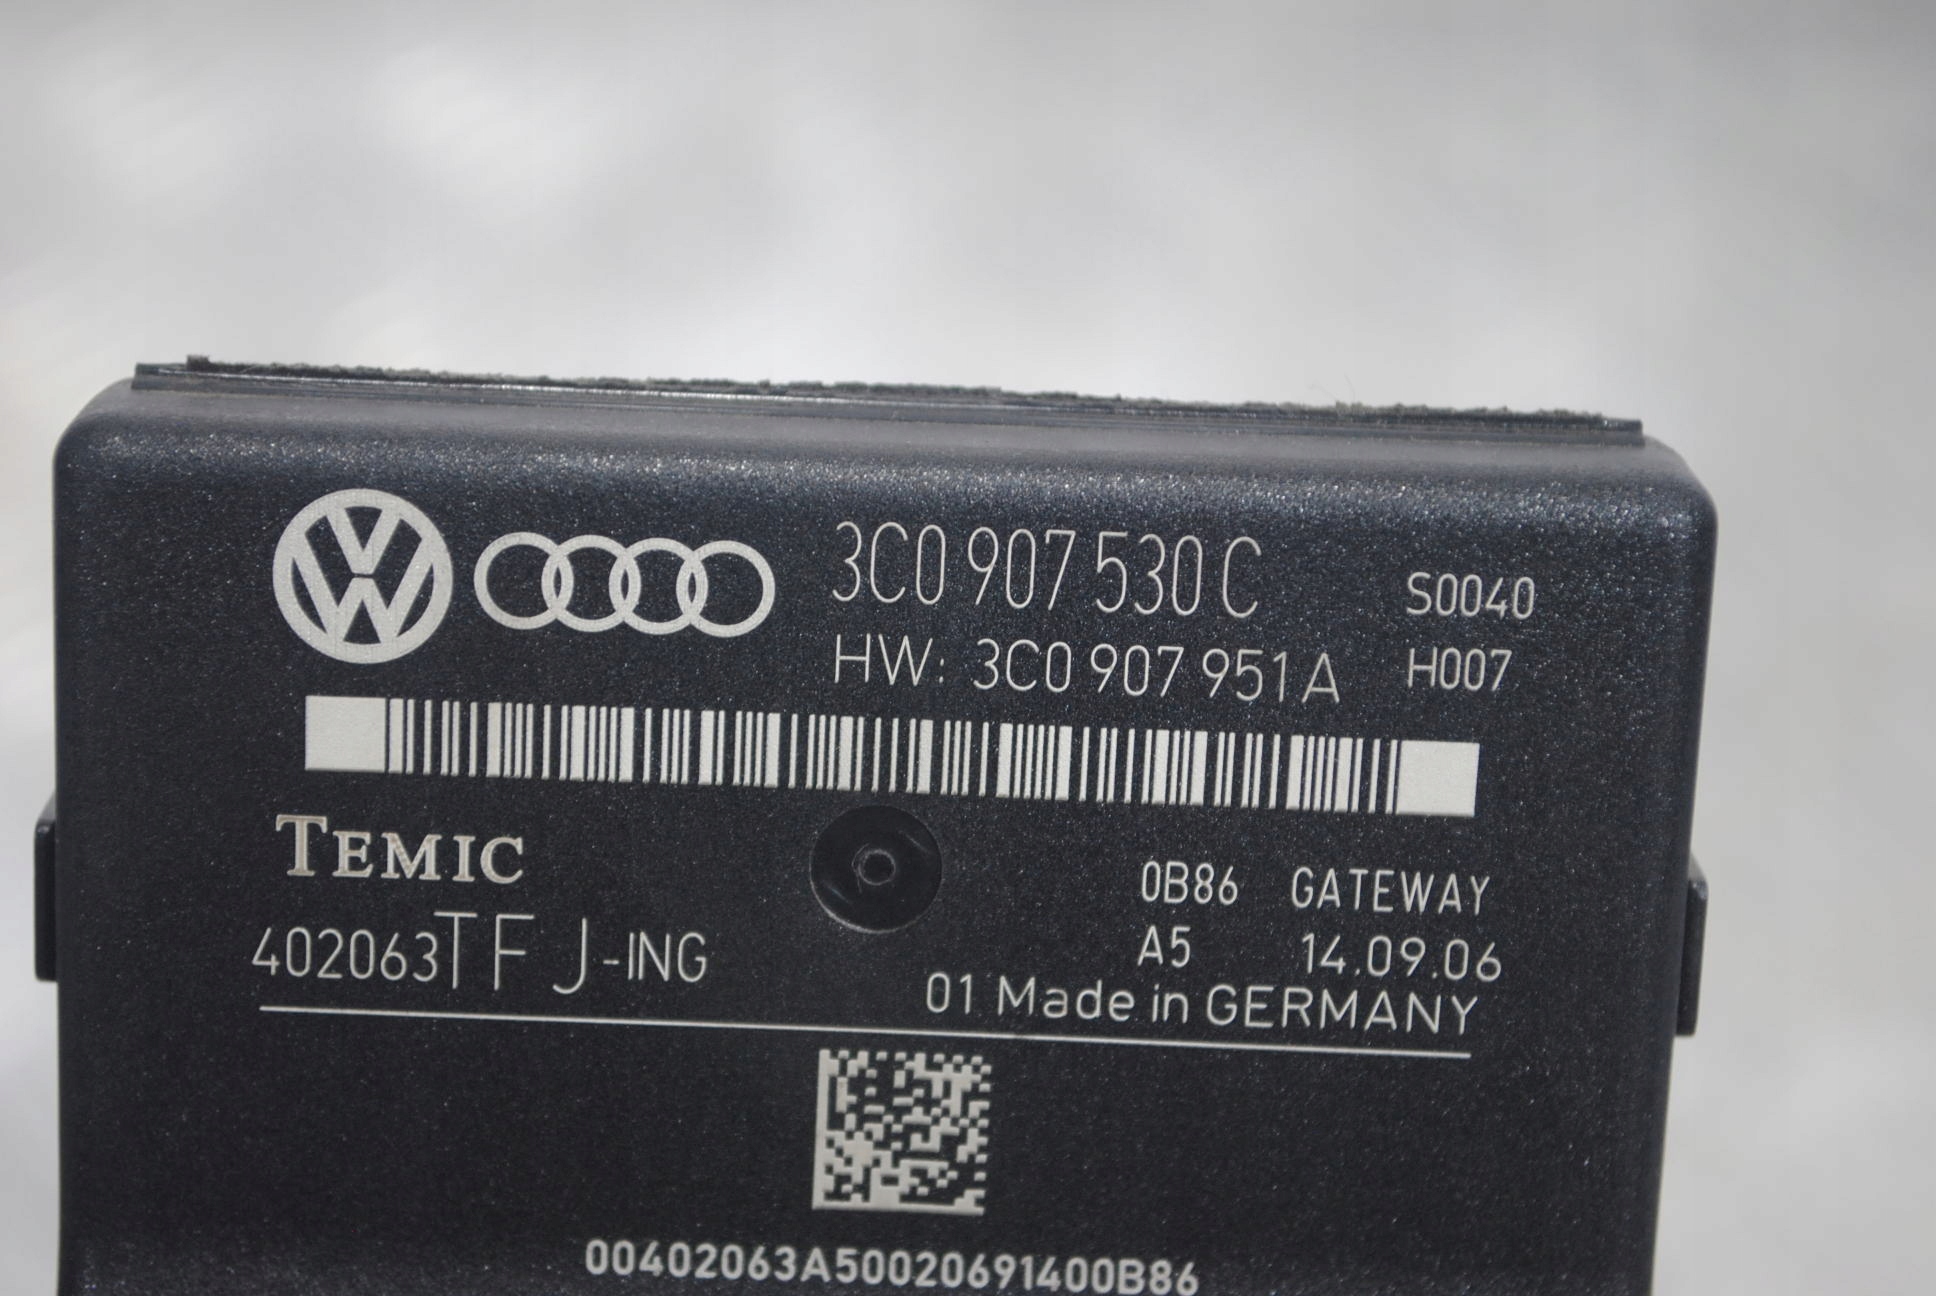 3C0 907 530 C S0040
HW: 3C0 907 951 A H007
TEMIC
0B86 GATEWAY
402063TFJ-ING
A5 14.09.06
01 Made in GERMANY
00402063A50020691400B86